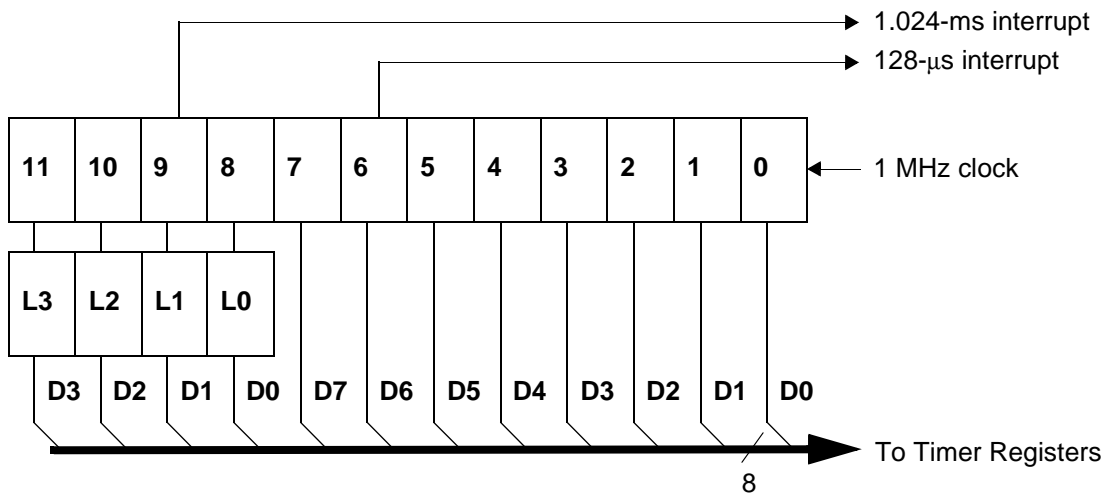 1.024-ms interrupt
128-μs interrupt
11 10 9 8 7 6 5 4 3 2 1 0
1 MHz clock
L3 L2 L1 L0
D3 D2 D1 D0 D7 D6 D5 D4 D3 D2 D1 D0
To Timer Registers
8